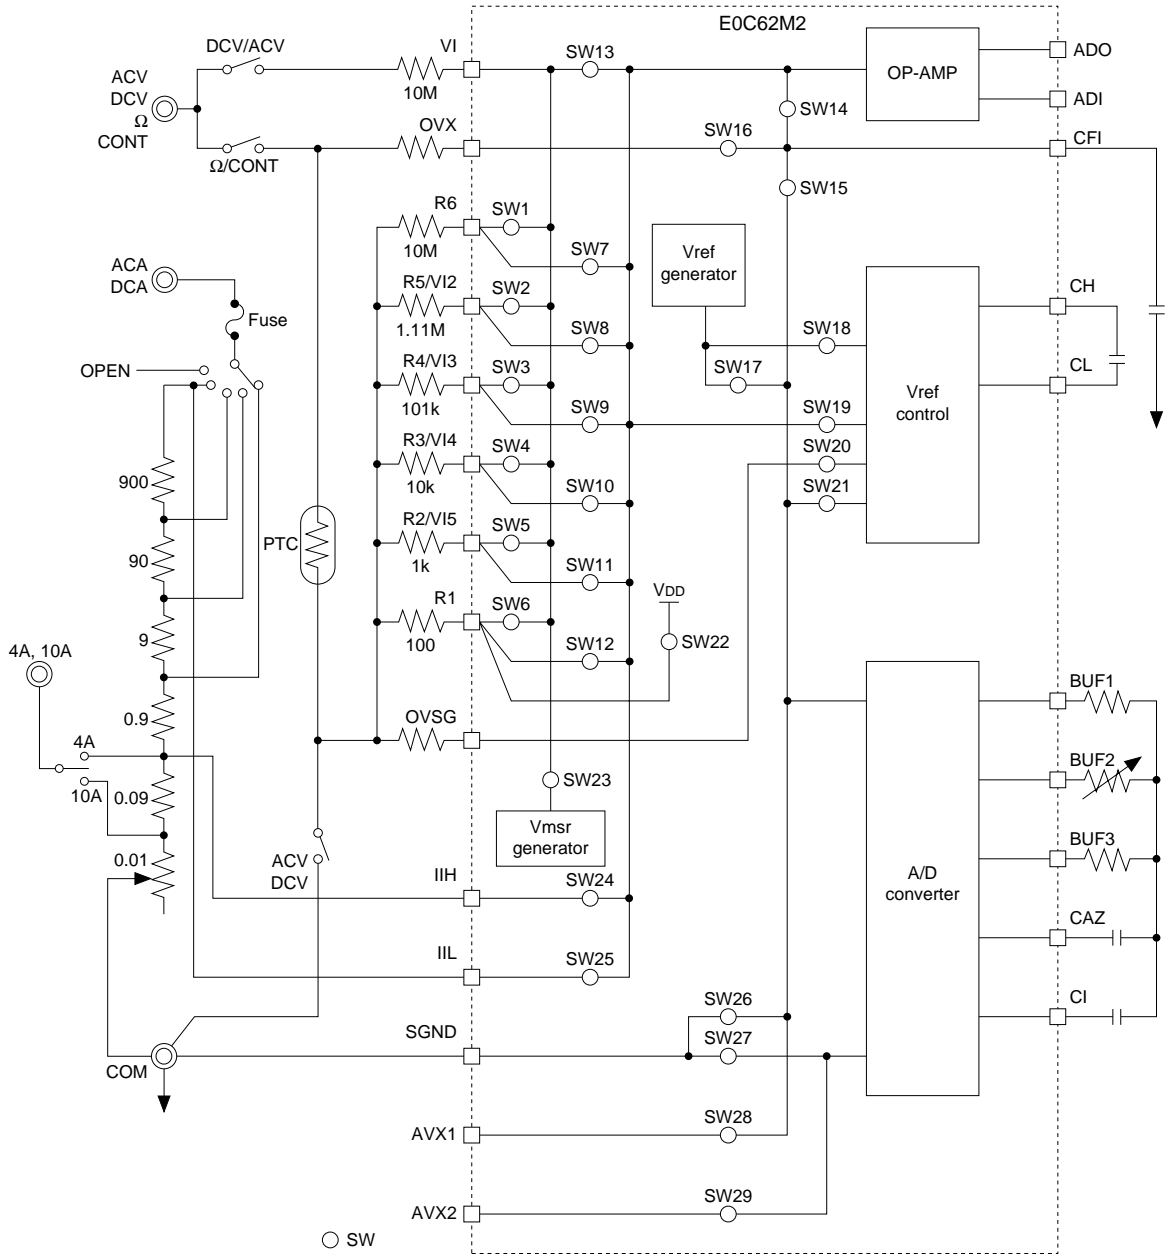 E0C62M2
DCV/ACV
VI
SW13
ADO
OP-AMP
ACV
DCV
Ω
CONT
10M
ADI
SW14
OVX
SW16
CFI
Ω/CONT
SW15
R6
SW1
10M
SW7
Vref
generator
ACA
DCA
R5/VI2
SW2
CH
Fuse
1.11M
SW8
SW18
OPEN
R4/VI3
SW3
SW17
CL
Vref
control
101k
SW9
SW19
R3/VI4
SW4
SW20
900
10k
SW10
SW21
R2/VI5
SW5
PTC
90
1k
SW11
VDD
R1
SW6
SW22
9
100
SW12
4A, 10A
BUF1
0.9
OVSG
4A
BUF2
10A
0.09
SW23
Vmsr
generator
0.01
ACV
DCV
BUF3
IIH
SW24
A/D
converter
CAZ
IIL
SW25
SW26
CI
SGND
SW27
COM
SW28
AVX1
SW29
AVX2
SW